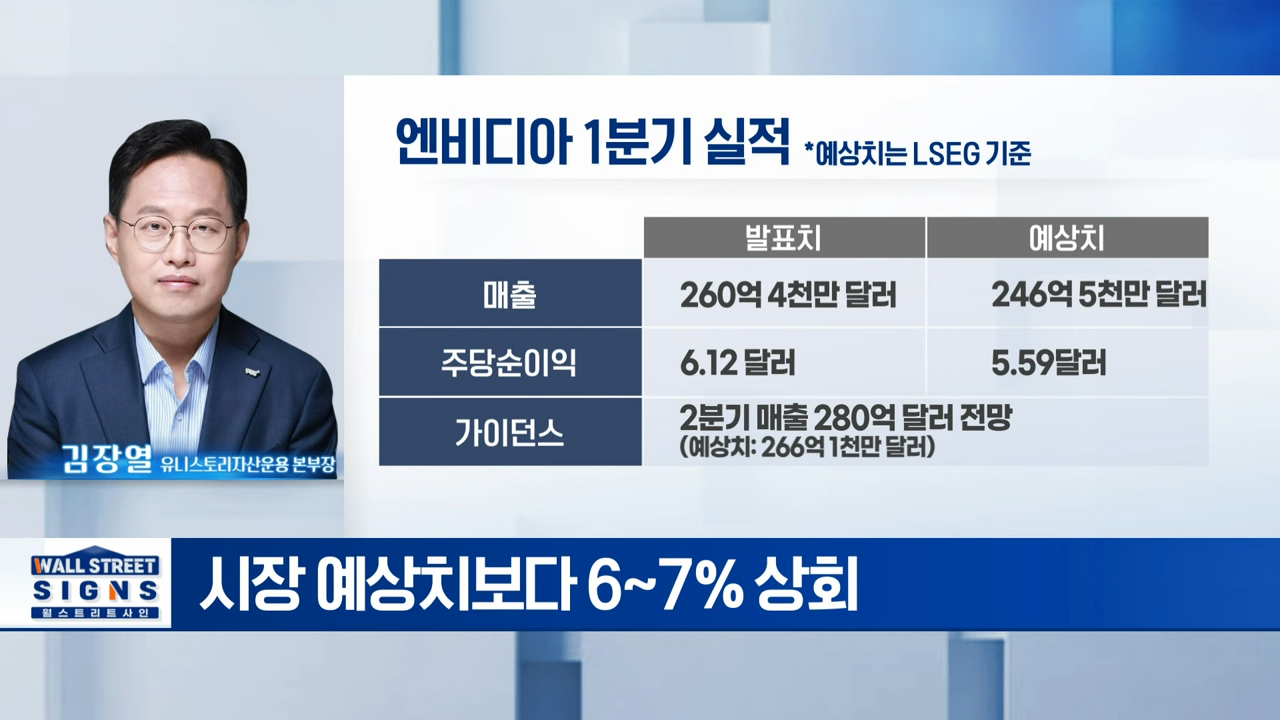 엔비디아 1분기 실적 *예상치는 LSEG 기준
발표치 예상치
매출 260억 4천만 달러 246억 5천만 달러
주당순이익 6.12 달러 5.59달러
가이던스 2분기 매출 280억 달러 전망
(예상치: 266억 1천만 달러)
김장열 유니스토리자산운용 본부장
WALL STREET
SIGNS
월스트리트사인
시장 예상치보다 6~7% 상회